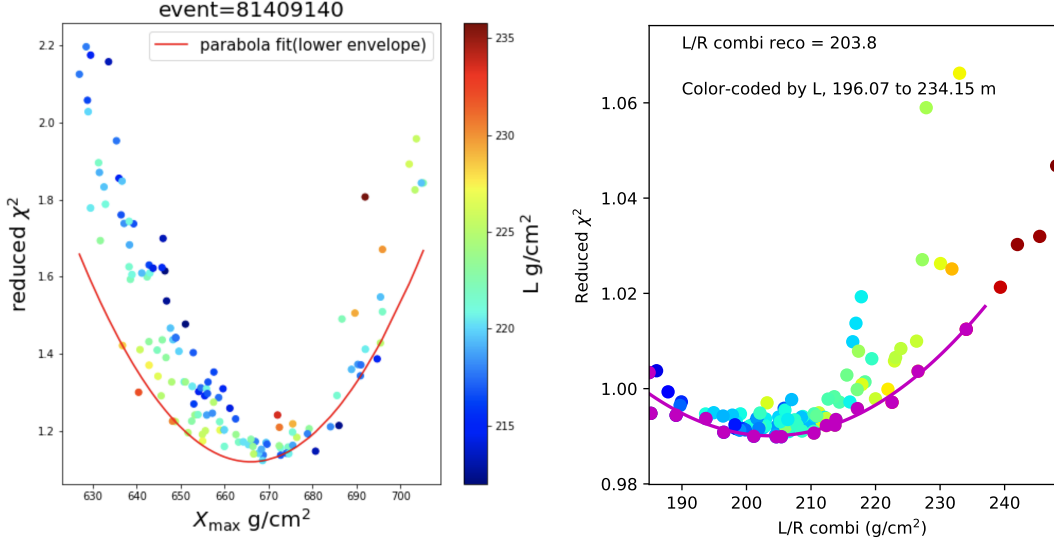 event=81409140
parabola fit(lower envelope)
reduced χ²
2.2
2.0
1.8
1.6
1.4
1.2
630 640 650 660 670 680 690 700
X_max g/cm²
235
230
225
220
215
L g/cm²
L/R combi reco = 203.8
Color-coded by L, 196.07 to 234.15 m
Reduced χ²
1.06
1.04
1.02
1.00
0.98
190 200 210 220 230 240
L/R combi (g/cm²)